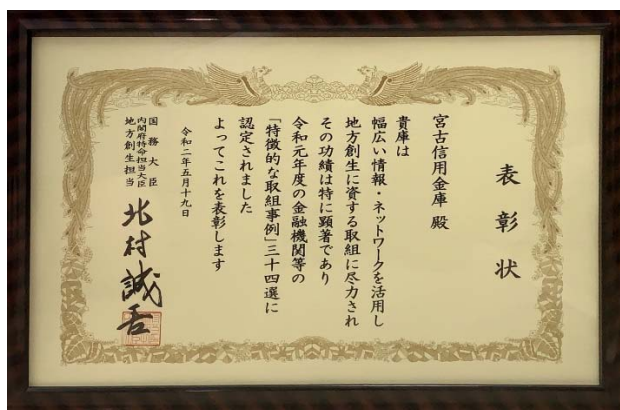 表彰状
宮古信用金庫 殿
貴庫は
幅広い情報・ネットワークを活用し
地方創生に資する取組に尽力され
その功績は特に顕著であり
令和元年度の金融機関等の
「特徴的な取組事例」三十四選に
認定されました
よってこれを表彰します
令和二年五月十九日
国務大臣
内閣府特命担当大臣
地方創生担当
北村誠吾